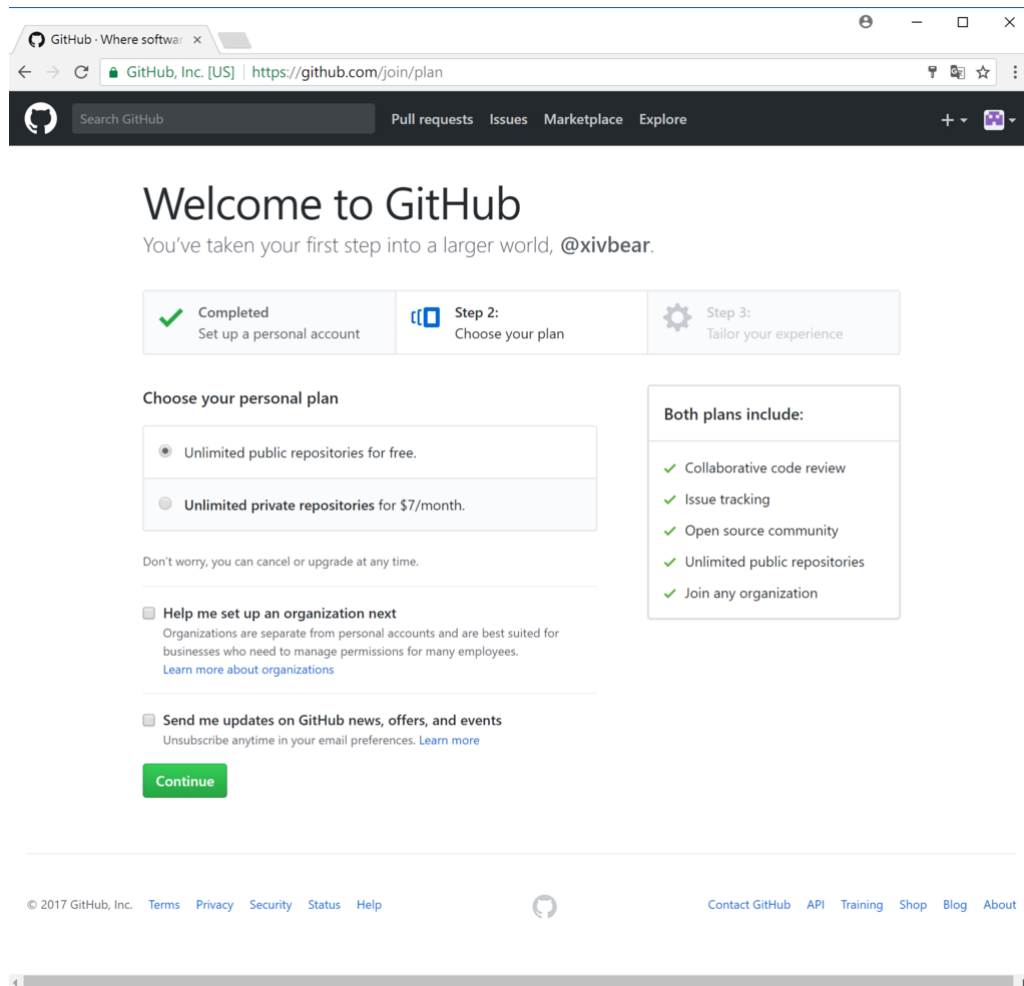 GitHub · Where softwar
GitHub, Inc. [US] https://github.com/join/plan
Search GitHub Pull requests Issues Marketplace Explore
Welcome to GitHub
You've taken your first step into a larger world, @xivbear.
Completed
Set up a personal account
Step 2:
Choose your plan
Step 3:
Tailor your experience
Choose your personal plan
Unlimited public repositories for free.
Unlimited private repositories for $7/month.
Don't worry, you can cancel or upgrade at any time.
Help me set up an organization next
Organizations are separate from personal accounts and are best suited for
businesses who need to manage permissions for many employees.
Learn more about organizations
Send me updates on GitHub news, offers, and events
Unsubscribe anytime in your email preferences. Learn more
Continue
Both plans include:
Collaborative code review
Issue tracking
Open source community
Unlimited public repositories
Join any organization
© 2017 GitHub, Inc. Terms Privacy Security Status Help Contact GitHub API Training Shop Blog About